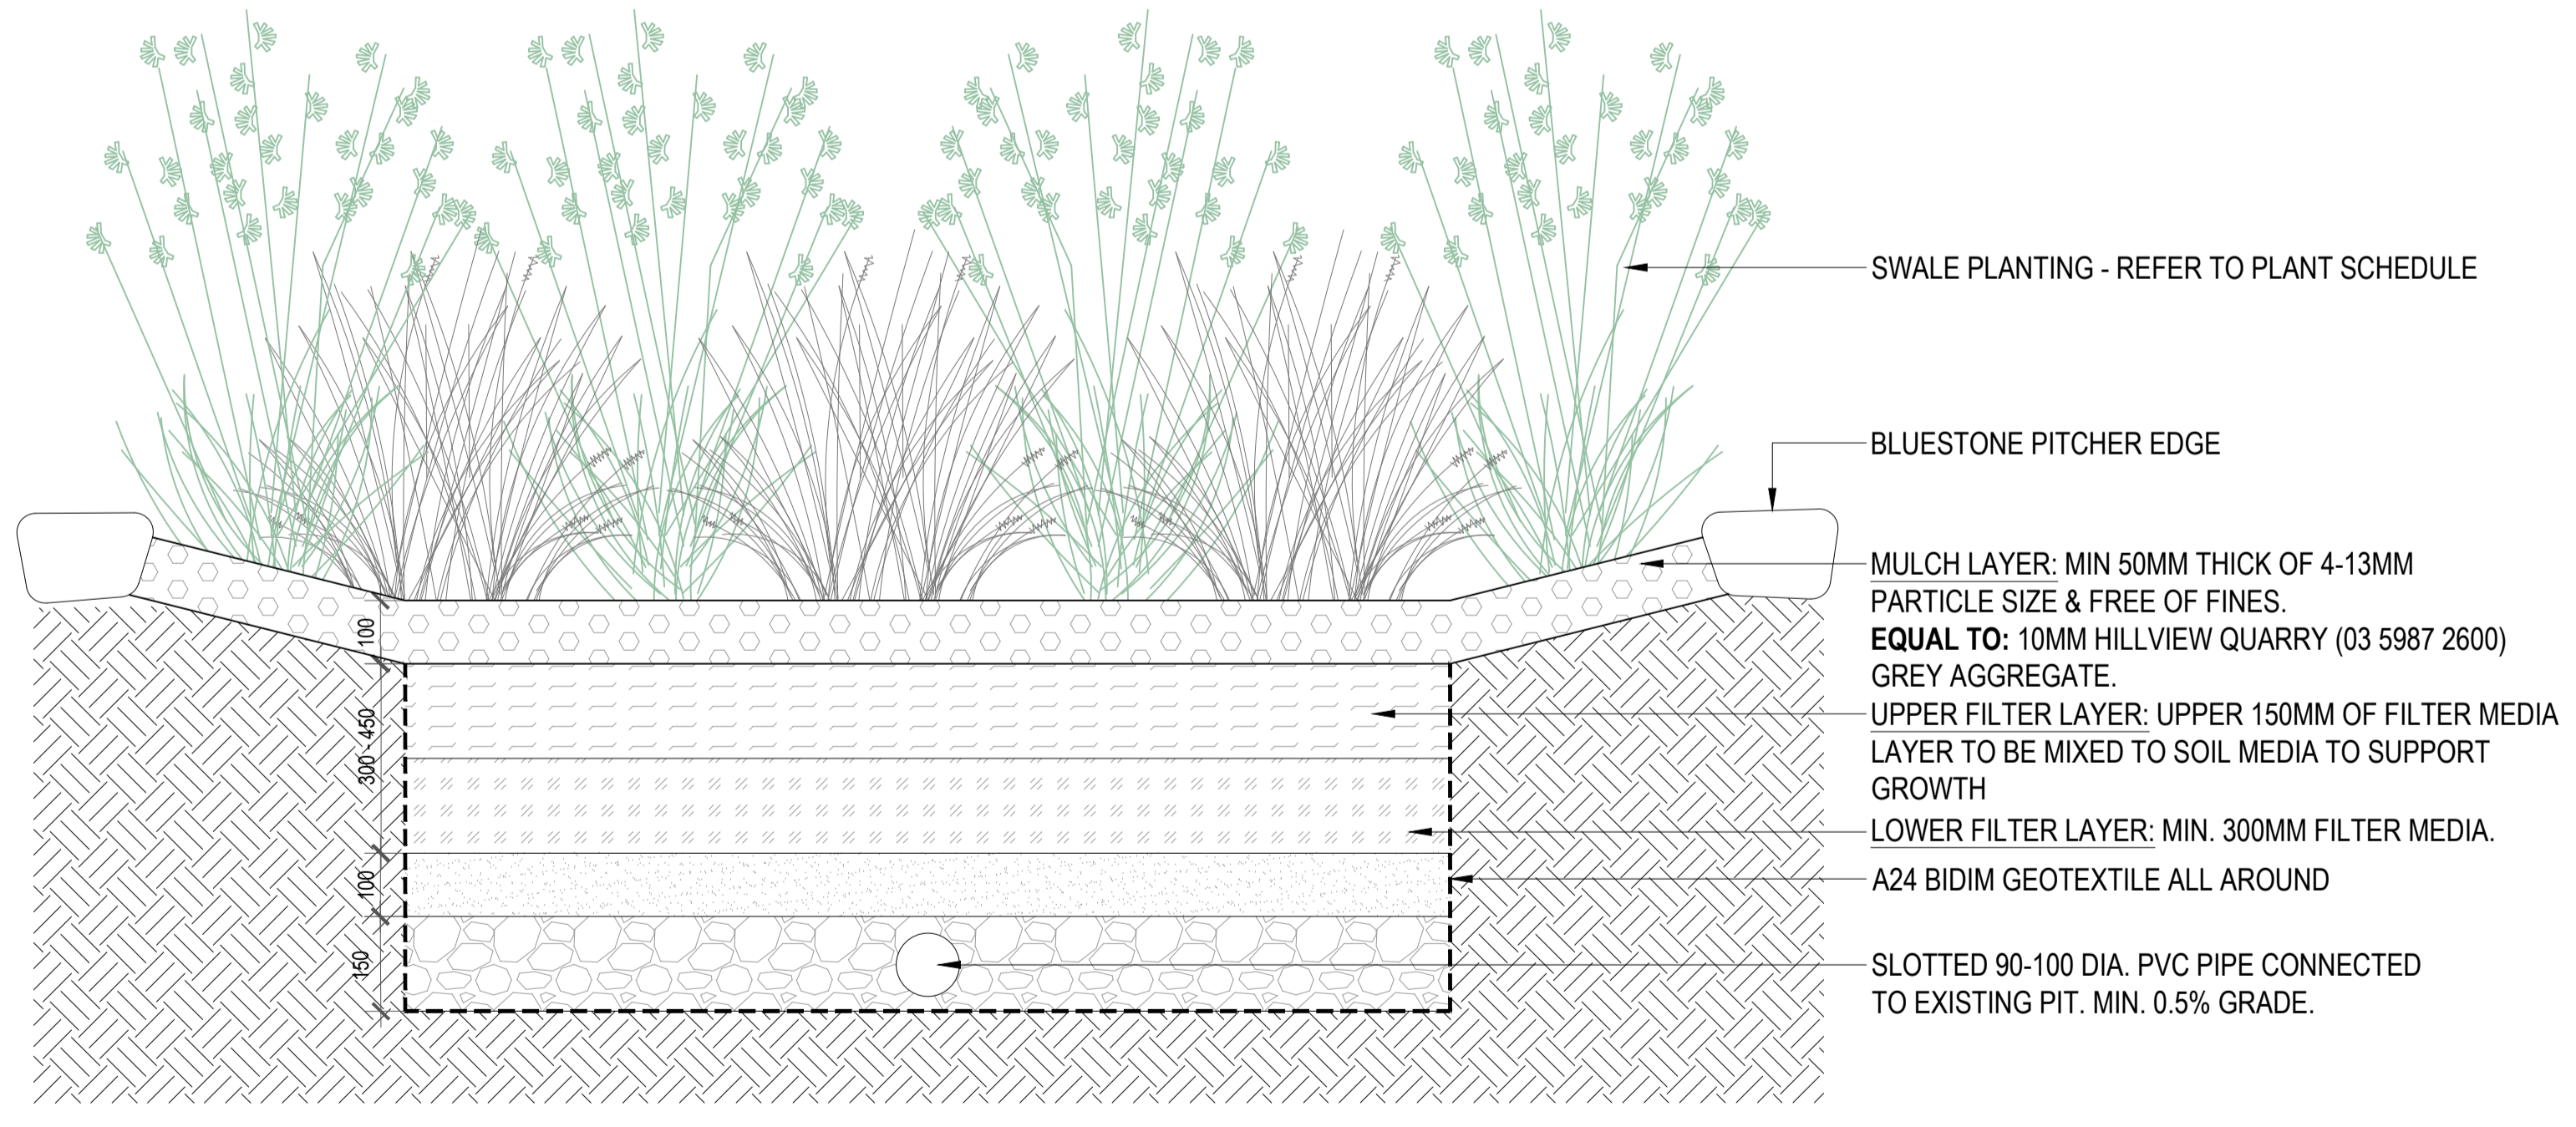 SWALE PLANTING - REFER TO PLANT SCHEDULE
BLUESTONE PITCHER EDGE
MULCH LAYER: MIN 50MM THICK OF 4-13MM
PARTICLE SIZE & FREE OF FINES.
EQUAL TO: 10MM HILLVIEW QUARRY (03 5987 2600)
GREY AGGREGATE.
UPPER FILTER LAYER: UPPER 150MM OF FILTER MEDIA
LAYER TO BE MIXED TO SOIL MEDIA TO SUPPORT
GROWTH
LOWER FILTER LAYER: MIN. 300MM FILTER MEDIA.
A24 BIDIM GEOTEXTILE ALL AROUND
SLOTTED 90-100 DIA. PVC PIPE CONNECTED
TO EXISTING PIT. MIN. 0.5% GRADE.
100
300 - 450
100
150